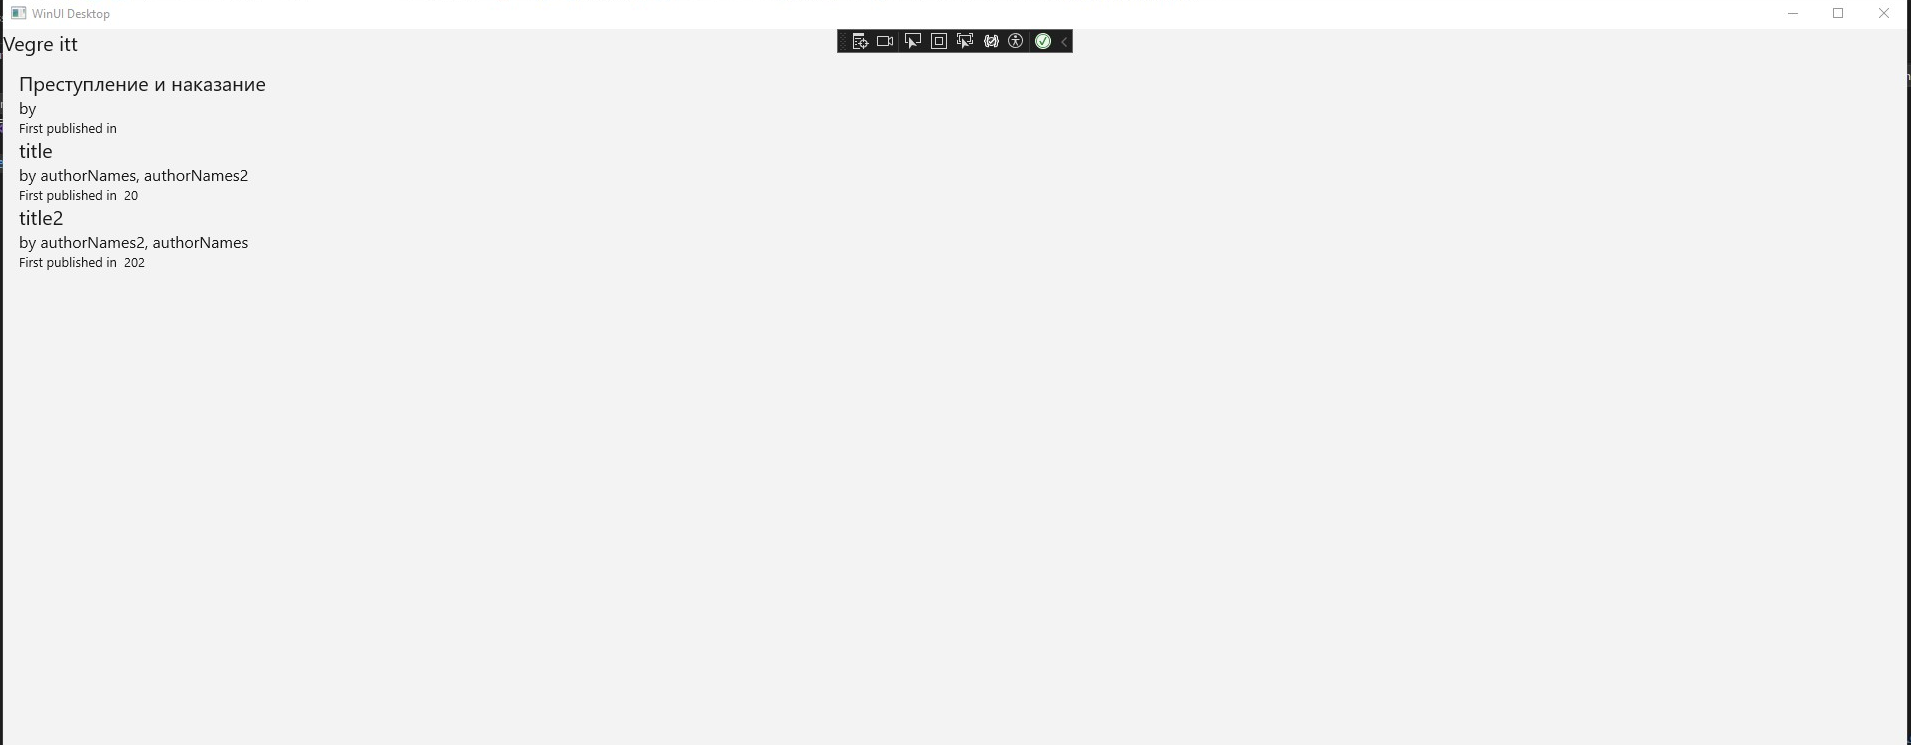 WinUI Desktop
Vegre itt
Преступление и наказание
by
First published in
title
by authorNames, authorNames2
First published in 20
title2
by authorNames2, authorNames
First published in 202